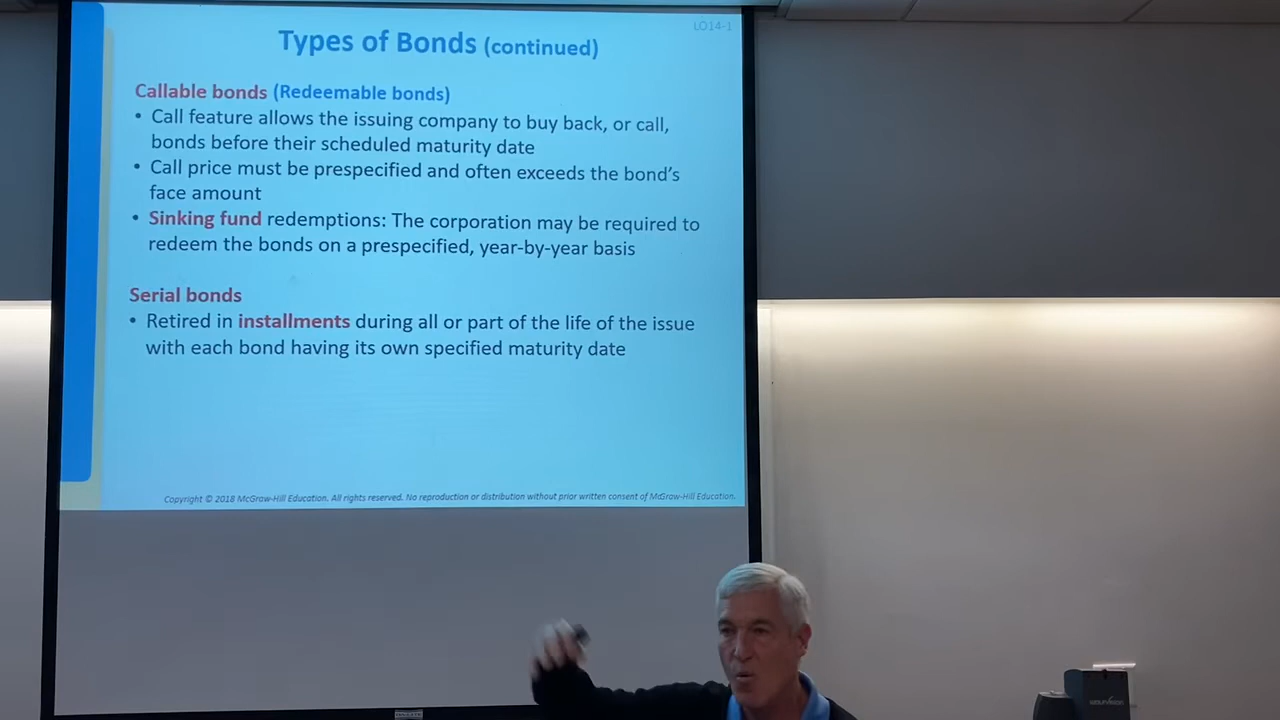 LO14-1
Types of Bonds (continued)
Callable bonds (Redeemable bonds)
• Call feature allows the issuing company to buy back, or call,
bonds before their scheduled maturity date
• Call price must be prespecified and often exceeds the bond's
face amount
• Sinking fund redemptions: The corporation may be required to
redeem the bonds on a prespecified, year-by-year basis
Serial bonds
• Retired in installments during all or part of the life of the issue
with each bond having its own specified maturity date
Copyright © 2018 McGraw-Hill Education. All rights reserved. No reproduction or distribution without prior written consent of McGraw-Hill Education.